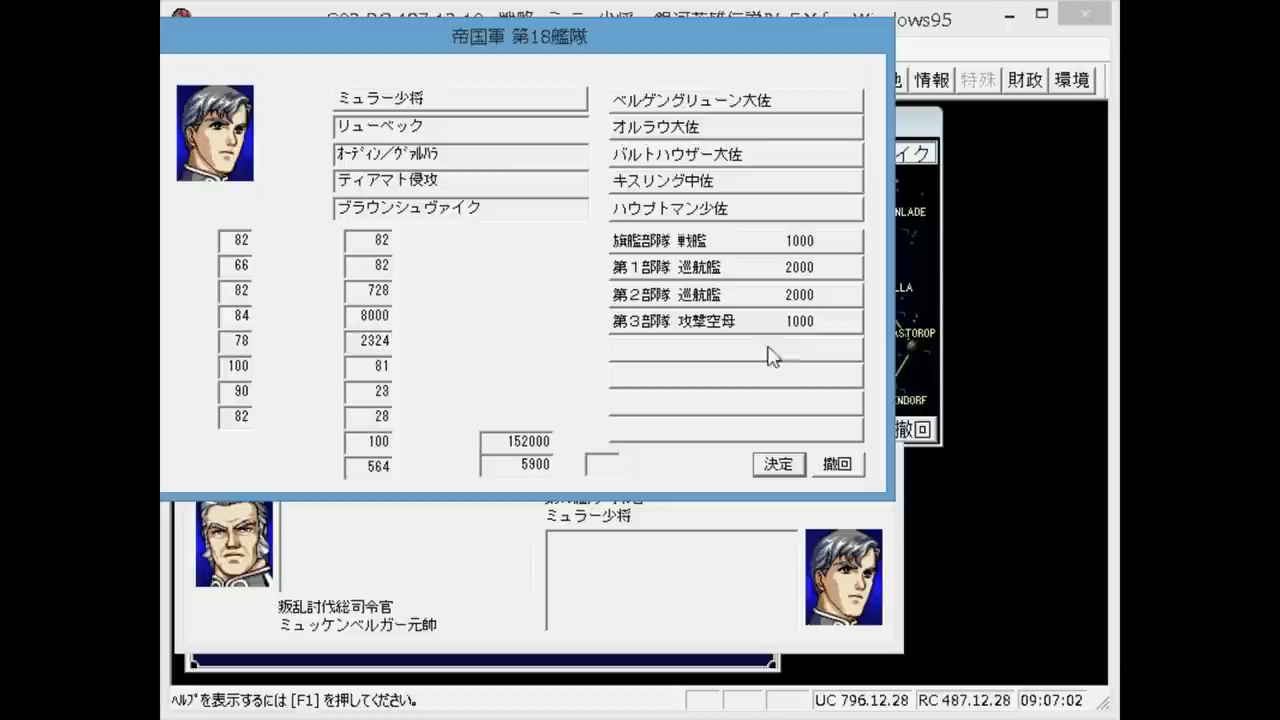 帝国軍 第18艦隊
ows95
情報 特殊 財政 環境
ミュラー少将
リューベック
オーディン/ヴァルハラ
ティアマト侵攻
ブラウンシュヴァイク
ベルゲングリューン大佐
オルラウ大佐
バルトハウザー大佐
キスリング中佐
ハウプトマン少佐
82 82
66 82
82 728
84 8000
78 2324
100 81
90 23
82 28
100
564
152000
5900
旗艦部隊 戦艦 1000
第1部隊 巡航艦 2000
第2部隊 巡航艦 2000
第3部隊 攻撃空母 1000
決定 撤回
イク
NLADE
LLA
ASTOROP
NDORF
撤回
ミュラー少将
叛乱討伐総司令官
ミュッケンベルガー元帥
ヘルプを表示するには [F1] を押してください。
UC 796.12.28 RC 487.12.28 09:07:02